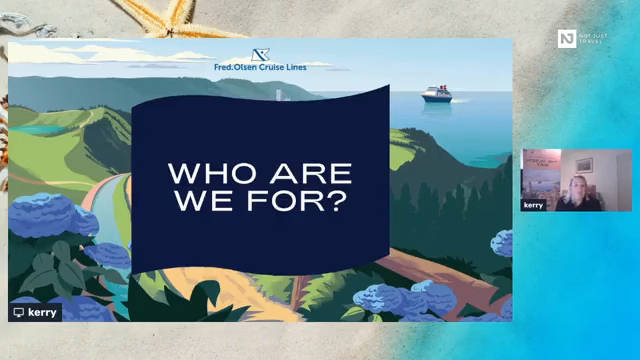 NOT JUST
TRAVEL
Fred.Olsen Cruise Lines
WHO ARE
WE FOR?
kerry
kerry